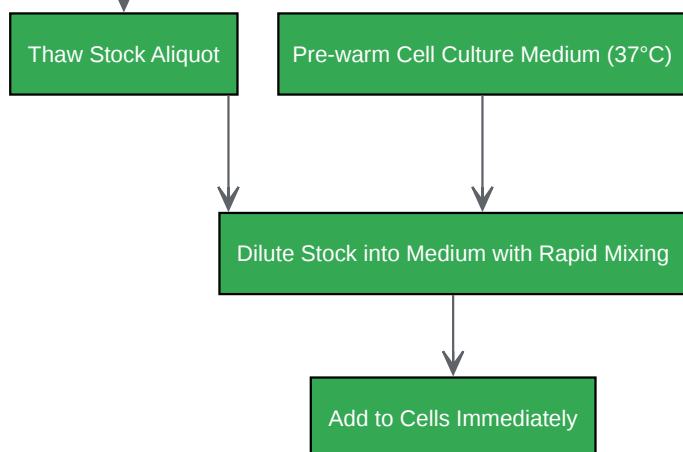 Thaw Stock Aliquot
Pre-warm Cell Culture Medium (37°C)
Dilute Stock into Medium with Rapid Mixing
Add to Cells Immediately